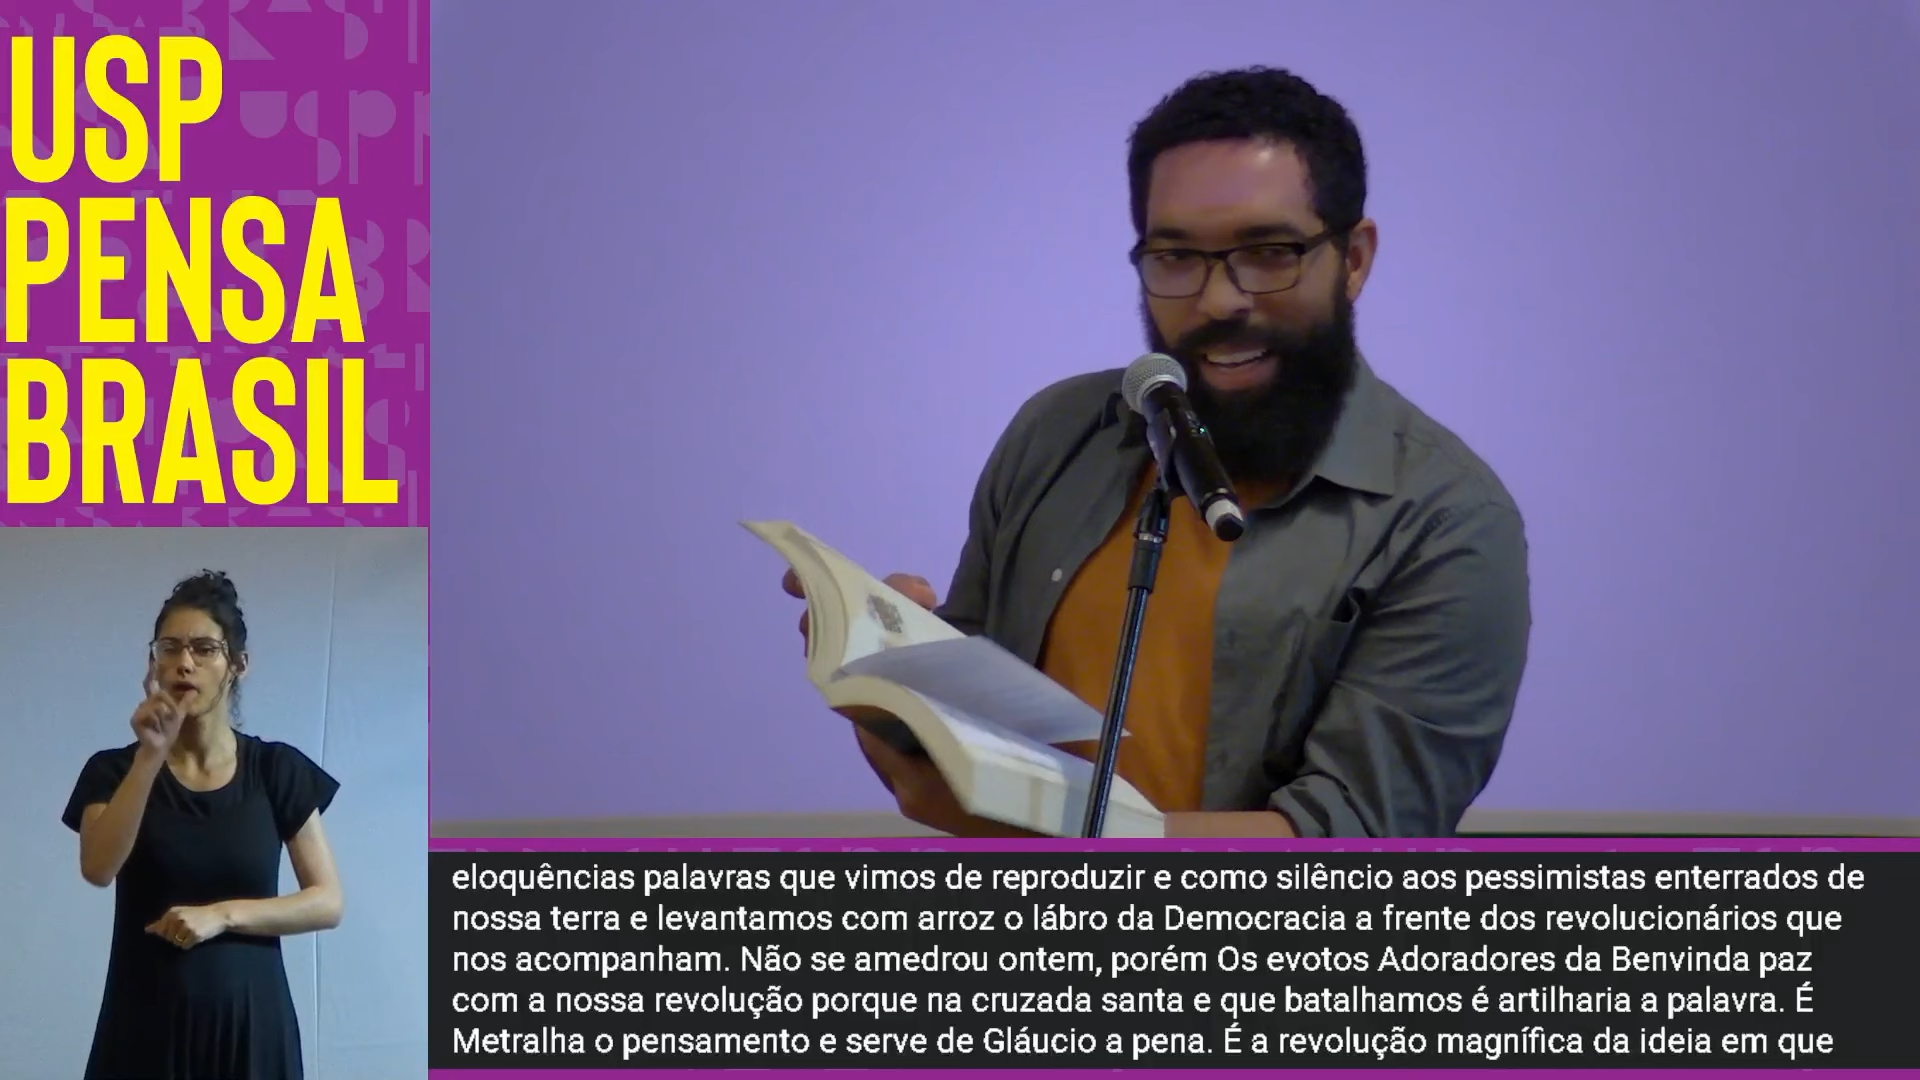 USP
PENSA
BRASIL
eloquências palavras que vimos de reproduzir e como silêncio aos pessimistas enterrados de
nossa terra e levantamos com arroz o lábro da Democracia a frente dos revolucionários que
nos acompanham. Não se amedrou ontem, porém Os evotos Adoradores da Benvinda paz
com a nossa revolução porque na cruzada santa e que batalhamos é artilharia a palavra. É
Metralha o pensamento e serve de Gláucio a pena. É a revolução magnífica da ideia em que